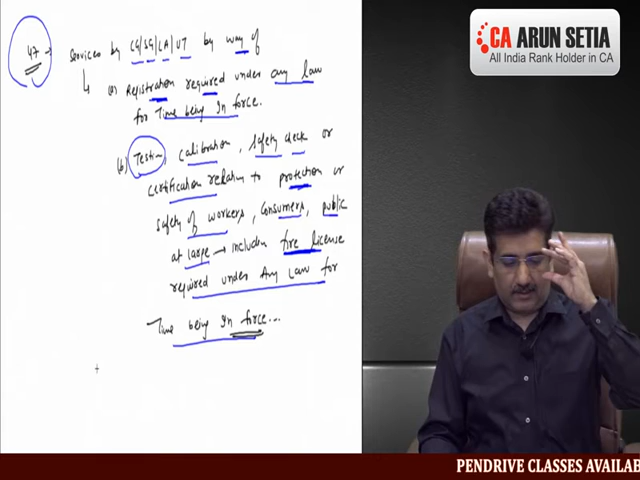 47 → Services by CG/SG/LA/UT by way of
(a) Registration required under any law
for Time being In force.
(b) Testing calibration, safety check or
certification relating to protection or
safety of workers, consumers, public
at large → includes fire license
required under Any Law for
Time being In force...
CA ARUN SETIA
All India Rank Holder in CA
PENDRIVE CLASSES AVAILAB